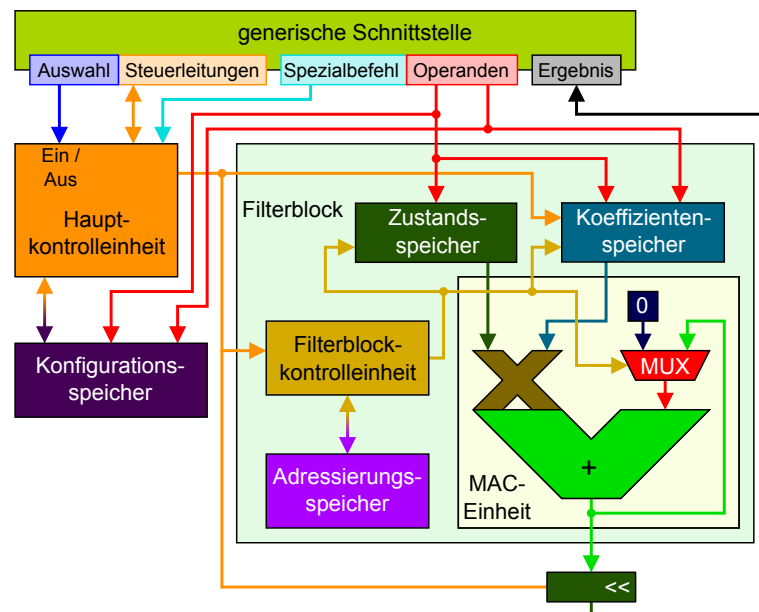 generische Schnittstelle
Auswahl
Steuerleitungen
Spezialbefehl
Operanden
Ergebnis
Ein /
Aus
Haupt-
kontrolleinheit
Filterblock
Zustands-
speicher
Koeffizienten-
speicher
0
Konfigurations-
speicher
Filterblock-
kontrolleinheit
MUX
+
Adressierungs-
speicher
MAC-
Einheit
<<